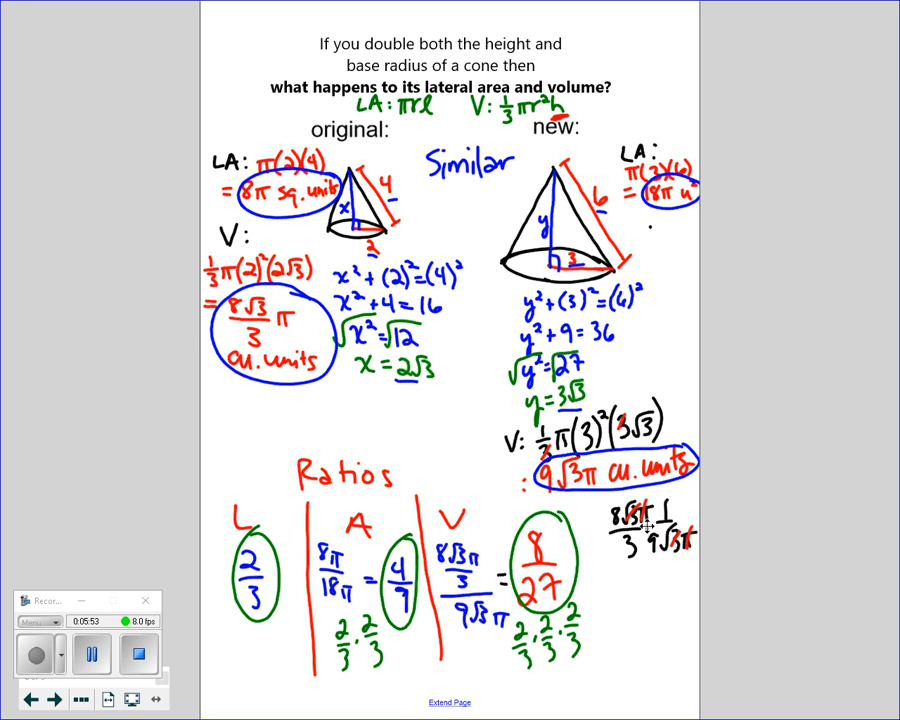 If you double both the height and
base radius of a cone then
what happens to its lateral area and volume?
LA: πrl V: 1/3 πr²h
original: new:
Similar
LA: π(2)(4)
= 8π sq. units
4
x
2
V:
1/3 π(2)²(2√3)
= 8√3/3 π
cu. units
x² + (2)² = (4)²
x² + 4 = 16
√x² = √12
x = 2√3
LA:
π(3)(6)
= 18π u²
6
y
3
y² + (3)² = (6)²
y² + 9 = 36
√y² = √27
y = 3√3
V: 1/3 π(3)²(3√3)
: 9√3π cu. units
8√3π/3 1/9√3π
Ratios
L A V
2/3
8π/18π = 4/9
2/3 · 2/3
8√3π/3/9√3π = 8/27
2/3 · 2/3 · 2/3
Recor...
Menu
0:05:53
8.0 fps
Extend Page